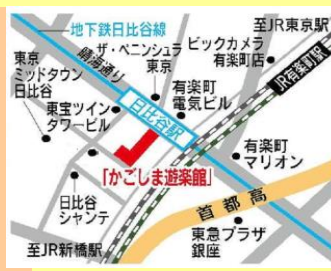 地下鉄日比谷線
晴海通り
至JR東京駅
ザ・ペニンシュラ
東京
ビックカメラ
有楽町店
JR有楽町駅
東京
ミッドタウン
日比谷
有楽町
電気ビル
東宝ツイン
タワービル
日比谷駅
有楽町
マリオン
「かごしま遊楽館」
日比谷
シャンテ
首都高
東急プラザ
銀座
至JR新橋駅